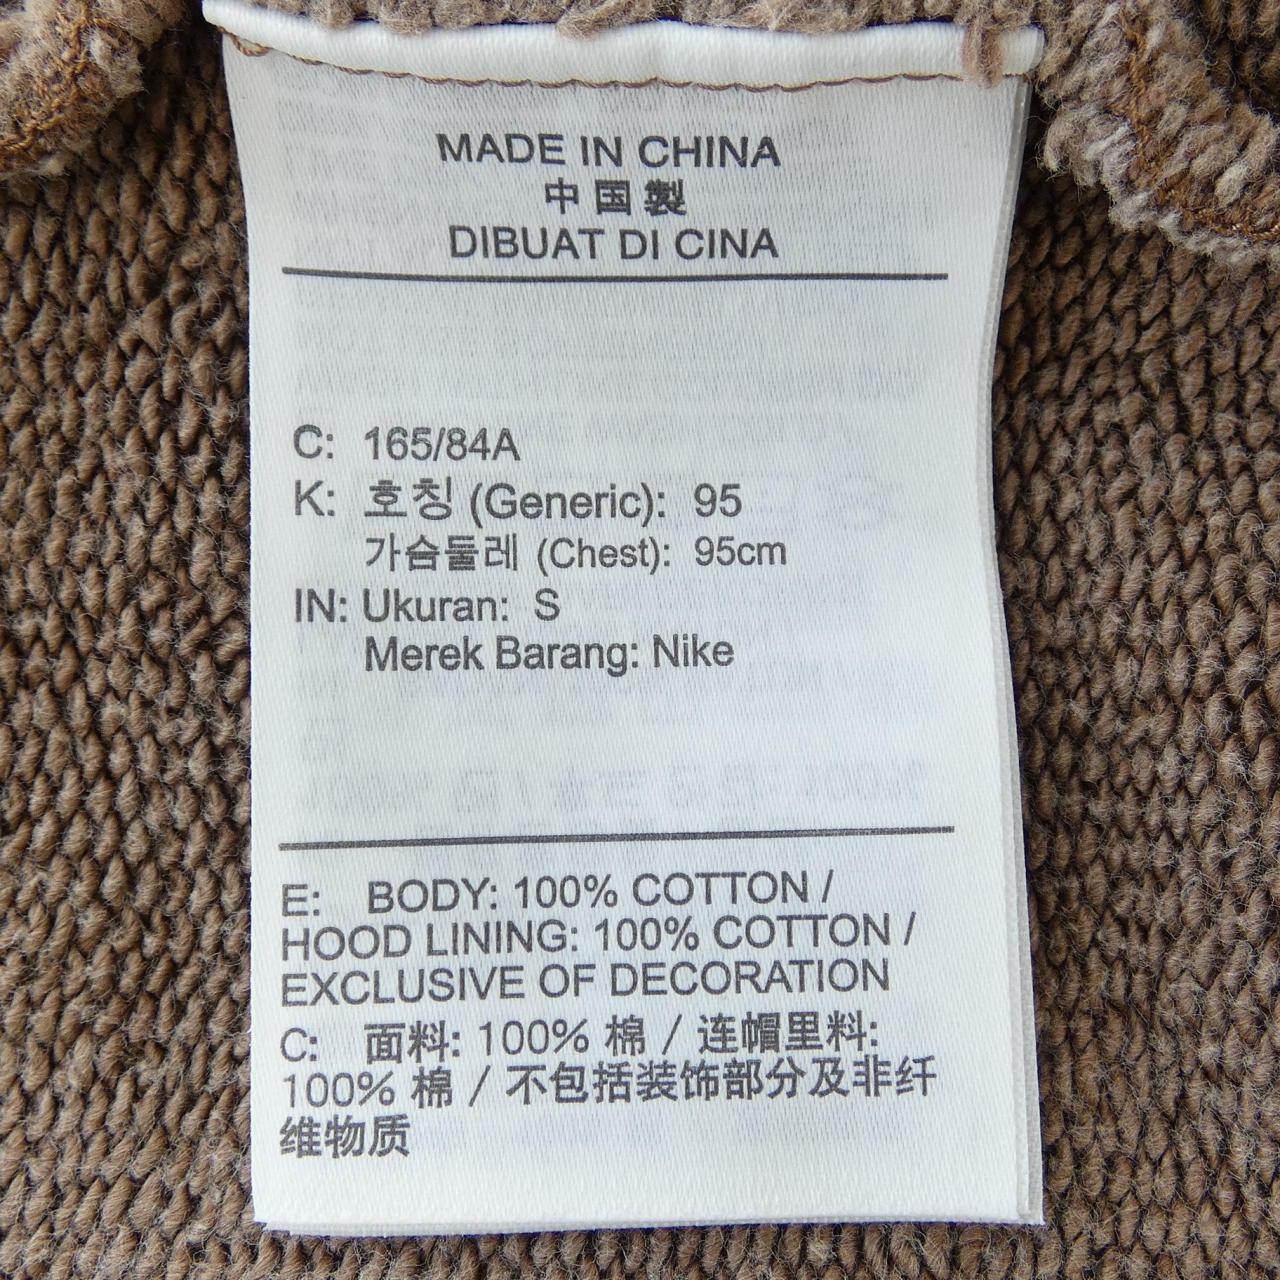 MADE IN CHINA
中国製
DIBUAT DI CINA
C: 165/84A
K: 호칭 (Generic): 95
가슴둘레 (Chest): 95cm
IN: Ukuran: S
Merek Barang: Nike
E: BODY: 100% COTTON /
HOOD LINING: 100% COTTON /
EXCLUSIVE OF DECORATION
C: 面料: 100% 棉 / 连帽里料:
100% 棉 / 不包括装饰部分及非纤
维物质